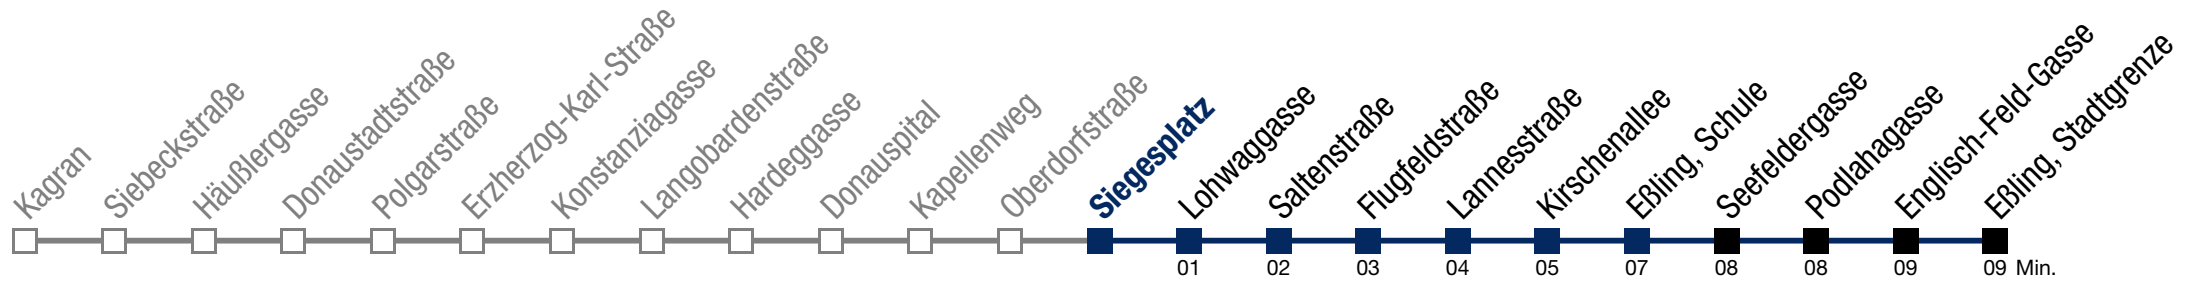 Kagran
Siebeckstraße
Häußlergasse
Donaustadtstraße
Polgarstraße
Erzherzog-Karl-Straße
Konstanziagasse
Langobardenstraße
Hardeggasse
Donauspital
Kapellenweg
Oberdorfstraße
Siegesplatz
Lohwaggasse
Saltenstraße
Flugfeldstraße
Lannesstraße
Kirschenallee
Eßling, Schule
Seefeldergasse
Podlahagasse
Englisch-Feld-Gasse
Eßling, Stadtgrenze
01 02 03 04 05 07 08 08 09 09 Min.